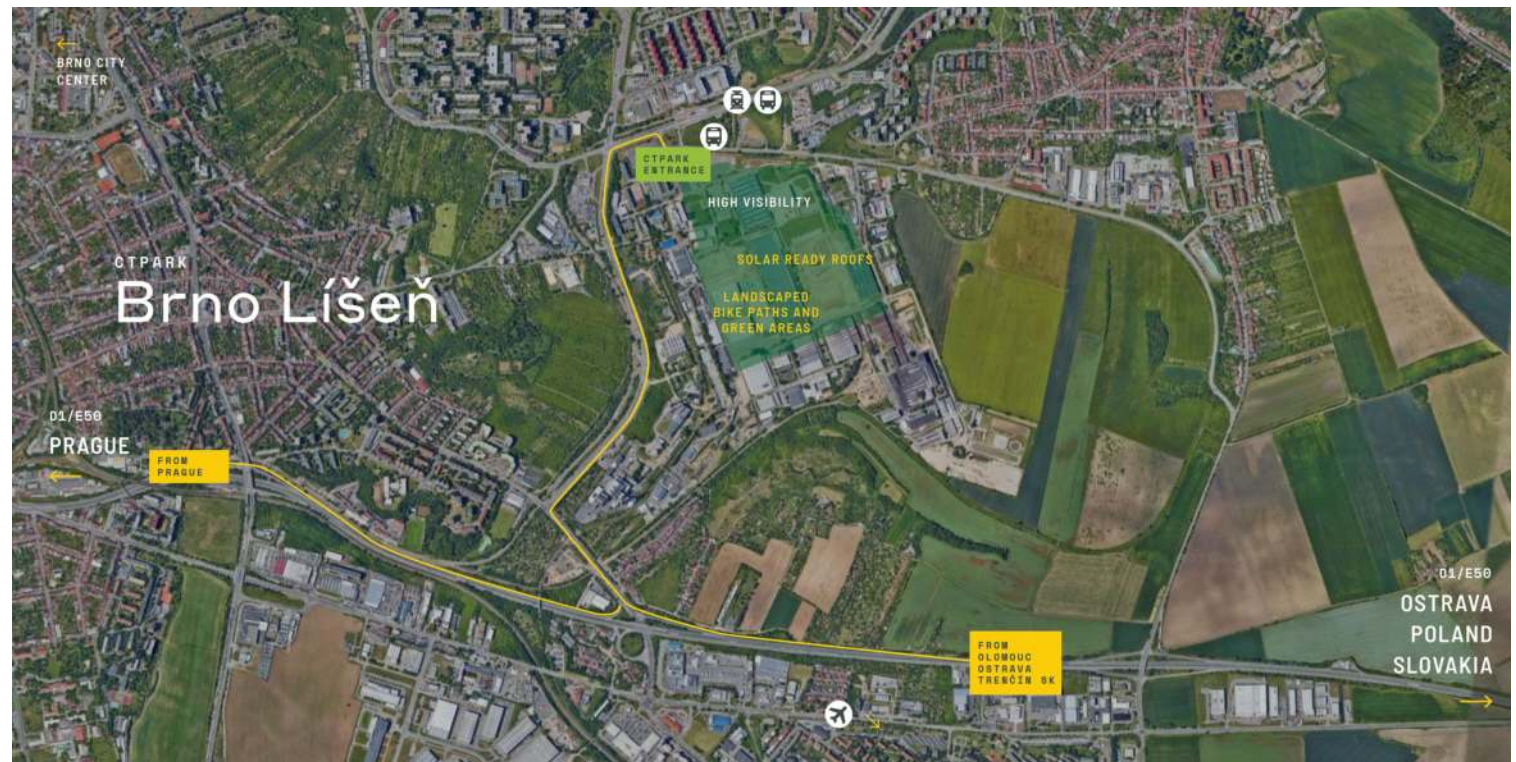 BRNO CITY
CENTER
CTPARK
ENTRANCE
HIGH VISIBILITY
SOLAR READY ROOFS
LANDSCAPED
BIKE PATHS AND
GREEN AREAS
CTPARK
Brno Líšeň
D1/E50
PRAGUE
FROM
PRAGUE
D1/E50
OSTRAVA
POLAND
SLOVAKIA
FROM
OLOMOUC
OSTRAVA
TRENČÍN SK